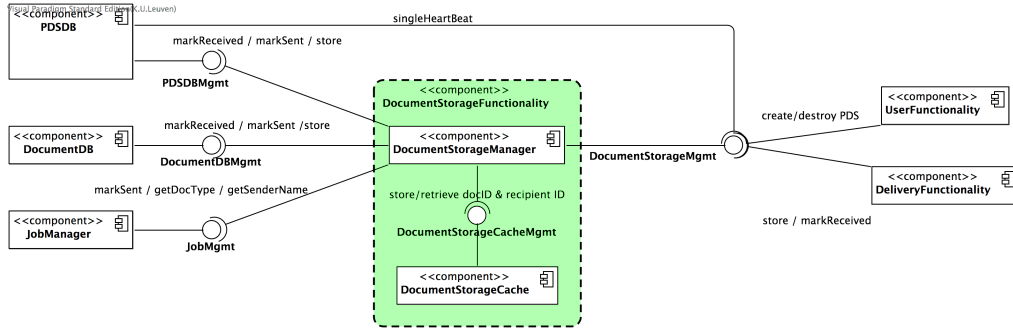 Visual Paradigm Standard Edition(K.U.Leuven)
<<component>>
PDSDB
singleHeartBeat
markReceived / markSent / store
PDSDBMgmt
<<component>>
DocumentStorageFunctionality
<<component>>
UserFunctionality
create/destroy PDS
markReceived / markSent /store
<<component>>
DocumentDB
DocumentDBMgmt
<<component>>
DocumentStorageManager
DocumentStorageMgmt
<<component>>
DeliveryFunctionality
markSent / getDocType / getSenderName
store/retrieve docID & recipient ID
store / markReceived
<<component>>
JobManager
JobMgmt
DocumentStorageCacheMgmt
<<component>>
DocumentStorageCache